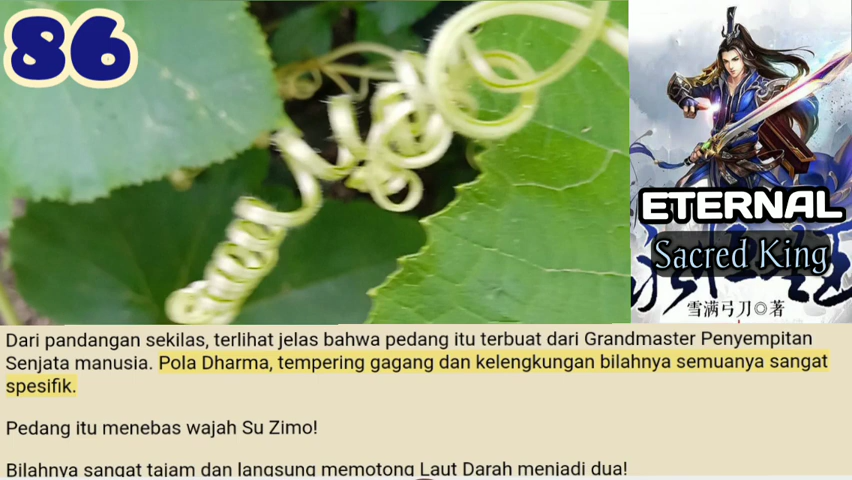 86
ETERNAL
Sacred King
雪满弓刀◎著
Dari pandangan sekilas, terlihat jelas bahwa pedang itu terbuat dari Grandmaster Penyempitan
Senjata manusia. Pola Dharma, tempering gagang dan kelengkungan bilahnya semuanya sangat
spesifik.
Pedang itu menebas wajah Su Zimo!
Bilahnya sangat tajam dan langsung memotong Laut Darah menjadi dua!